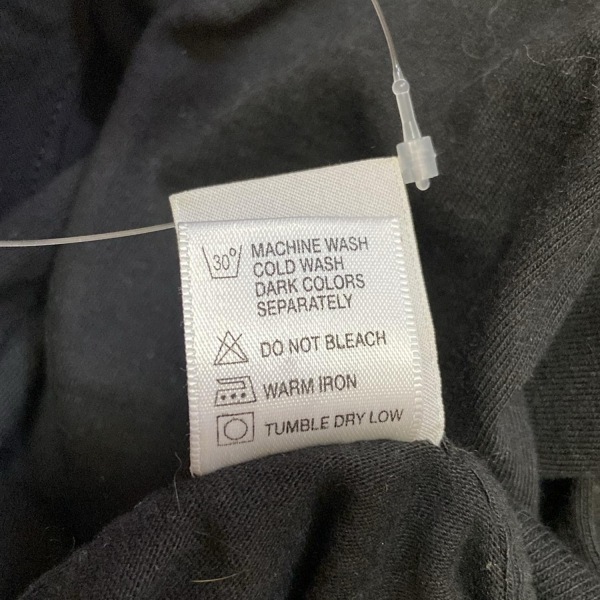 30° MACHINE WASH
COLD WASH
DARK COLORS
SEPARATELY
DO NOT BLEACH
WARM IRON
TUMBLE DRY LOW